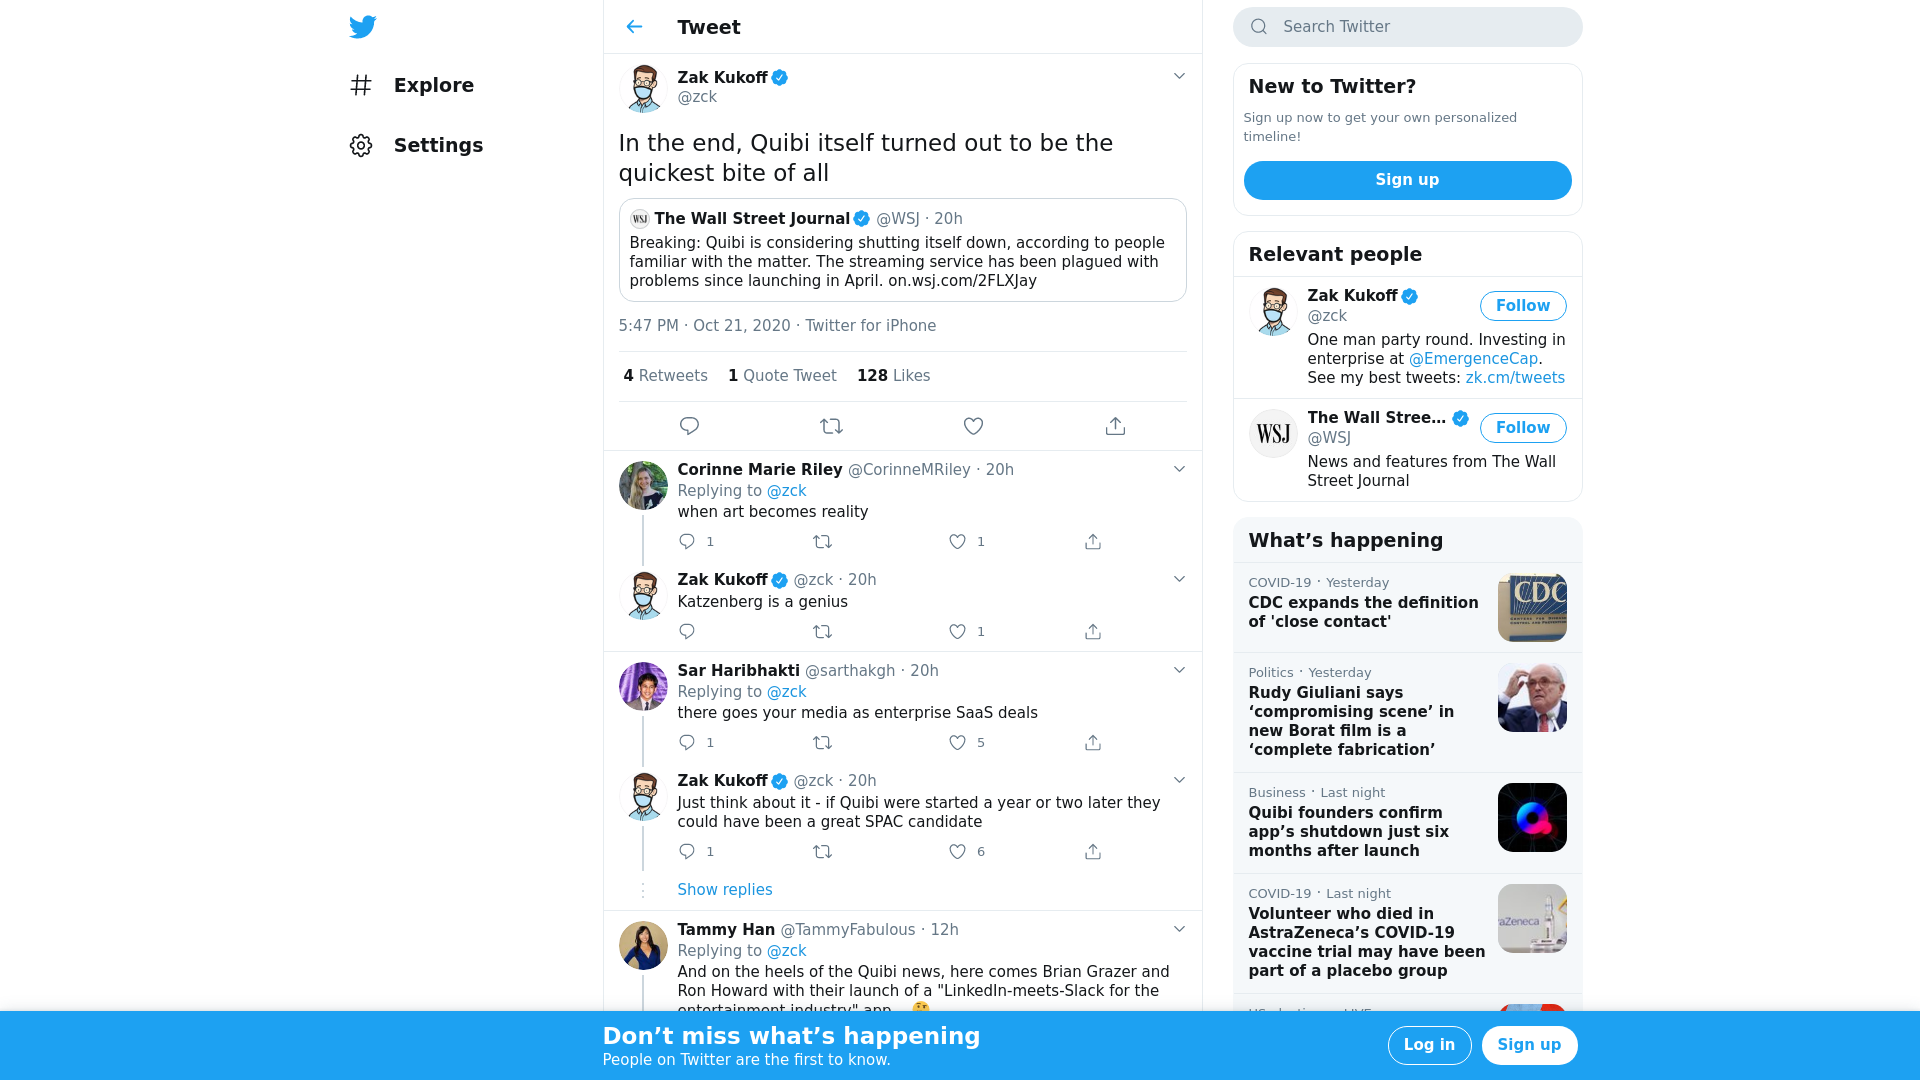 Explore
Settings
Tweet
Zak Kukoff
@zck
In the end, Quibi itself turned out to be the
quickest bite of all
WSJ
The Wall Street Journal @WSJ · 20h
Breaking: Quibi is considering shutting itself down, according to people
familiar with the matter. The streaming service has been plagued with
problems since launching in April. on.wsj.com/2FLXJay
5:47 PM · Oct 21, 2020 · Twitter for iPhone
4 Retweets 1 Quote Tweet 128 Likes
Corinne Marie Riley @CorinneMRiley · 20h
Replying to @zck
when art becomes reality
1 1
Zak Kukoff @zck · 20h
Katzenberg is a genius
1
Sar Haribhakti @sarthakgh · 20h
Replying to @zck
there goes your media as enterprise SaaS deals
1 5
Zak Kukoff @zck · 20h
Just think about it - if Quibi were started a year or two later they
could have been a great SPAC candidate
1 6
Show replies
Tammy Han @TammyFabulous · 12h
Replying to @zck
And on the heels of the Quibi news, here comes Brian Grazer and
Ron Howard with their launch of a "LinkedIn-meets-Slack for the
entertainment industry" app... 🤔
Search Twitter
New to Twitter?
Sign up now to get your own personalized
timeline!
Sign up
Relevant people
Zak Kukoff
@zck
Follow
One man party round. Investing in
enterprise at @EmergenceCap.
See my best tweets: zk.cm/tweets
WSJ
The Wall Stree...
@WSJ
Follow
News and features from The Wall
Street Journal
What’s happening
COVID-19 · Yesterday
CDC expands the definition
of 'close contact'
CDC
Politics · Yesterday
Rudy Giuliani says
‘compromising scene’ in
new Borat film is a
‘complete fabrication’
Business · Last night
Quibi founders confirm
app’s shutdown just six
months after launch
COVID-19 · Last night
Volunteer who died in
AstraZeneca’s COVID-19
vaccine trial may have been
part of a placebo group
raZeneca
Don’t miss what’s happening
People on Twitter are the first to know.
Log in
Sign up